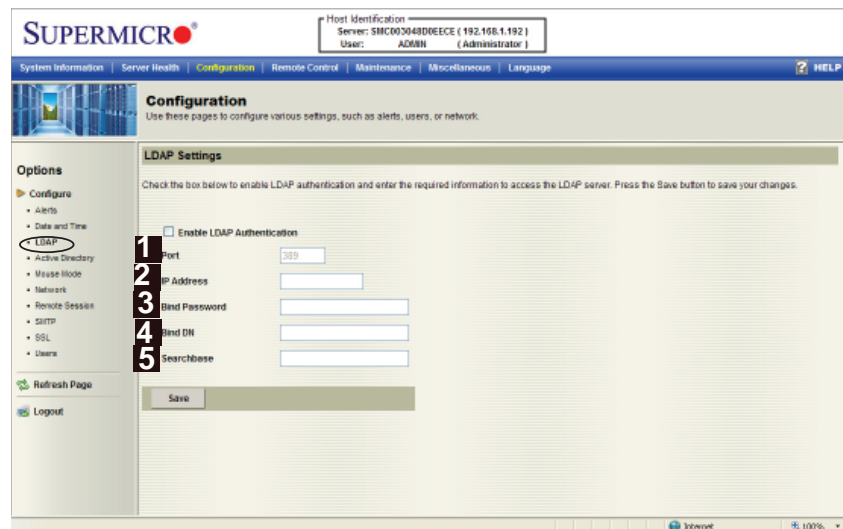 SUPERMICR®
Host Identification
Server: SMC003048D0EECE ( 192.168.1.192 )
User: ADMIN ( Administrator )
System Information | Server Health | Configuration | Remote Control | Maintenance | Miscellaneous | Language
HELP
Configuration
Use these pages to configure various settings, such as alerts, users, or network.
Options
Configure
Alerts
Date and Time
LDAP
Active Directory
Mouse Mode
Network
Remote Session
SMTP
SSL
Users
Refresh Page
Logout
LDAP Settings
Check the box below to enable LDAP authentication and enter the required information to access the LDAP server. Press the Save button to save your changes.
Enable LDAP Authentication
1 Port 389
2 IP Address
3 Bind Password
4 Bind DN
5 Searchbase
Save
Internet
100%